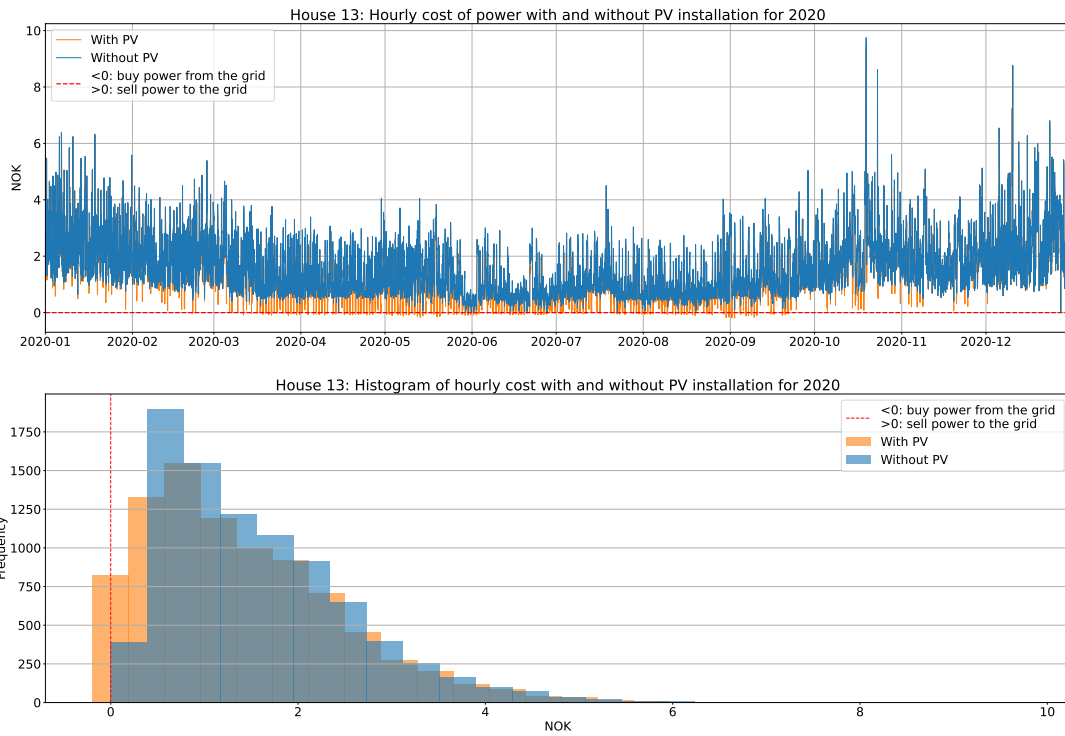 House 13: Hourly cost of power with and without PV installation for 2020
10
8
6
4
2
0
NOK
With PV
Without PV
<0: buy power from the grid
>0: sell power to the grid
2020-01 2020-02 2020-03 2020-04 2020-05 2020-06 2020-07 2020-08 2020-09 2020-10 2020-11 2020-12
House 13: Histogram of hourly cost with and without PV installation for 2020
1750
1500
1250
1000
750
500
250
0
Frequency
<0: buy power from the grid
>0: sell power to the grid
With PV
Without PV
0 2 4 6 8 10
NOK